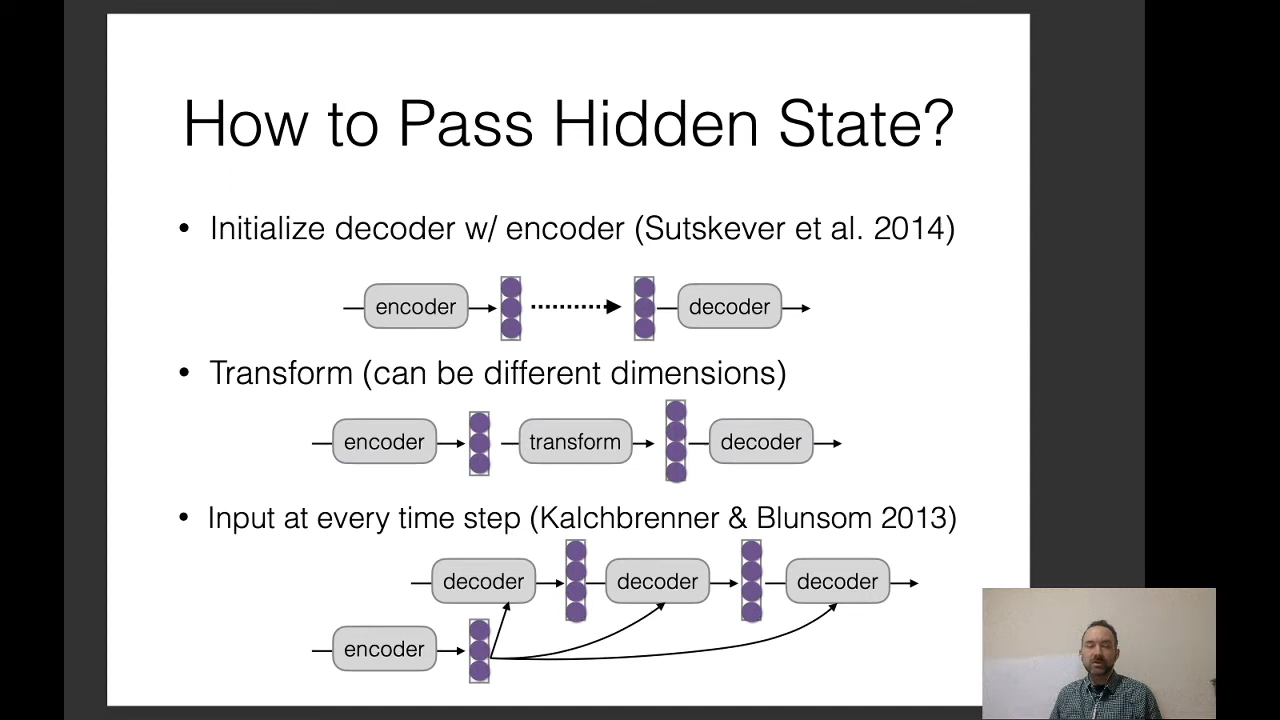 How to Pass Hidden State?
• Initialize decoder w/ encoder (Sutskever et al. 2014)
encoder decoder
• Transform (can be different dimensions)
encoder transform decoder
• Input at every time step (Kalchbrenner & Blunsom 2013)
decoder decoder decoder
encoder